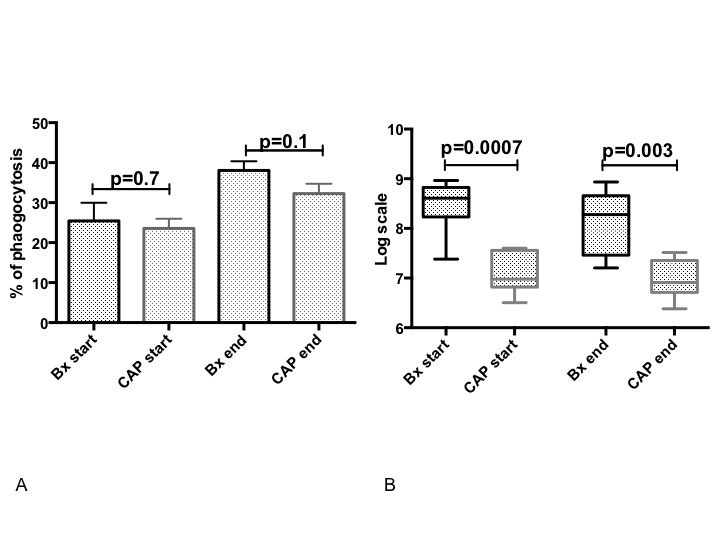 50
40
30
20
10
0
% of phaogocytosis
p=0.7
p=0.1
Bx start
CAP start
Bx end
CAP end
A
10
9
8
7
6
Log scale
p=0.0007
p=0.003
Bx start
CAP start
Bx end
CAP end
B